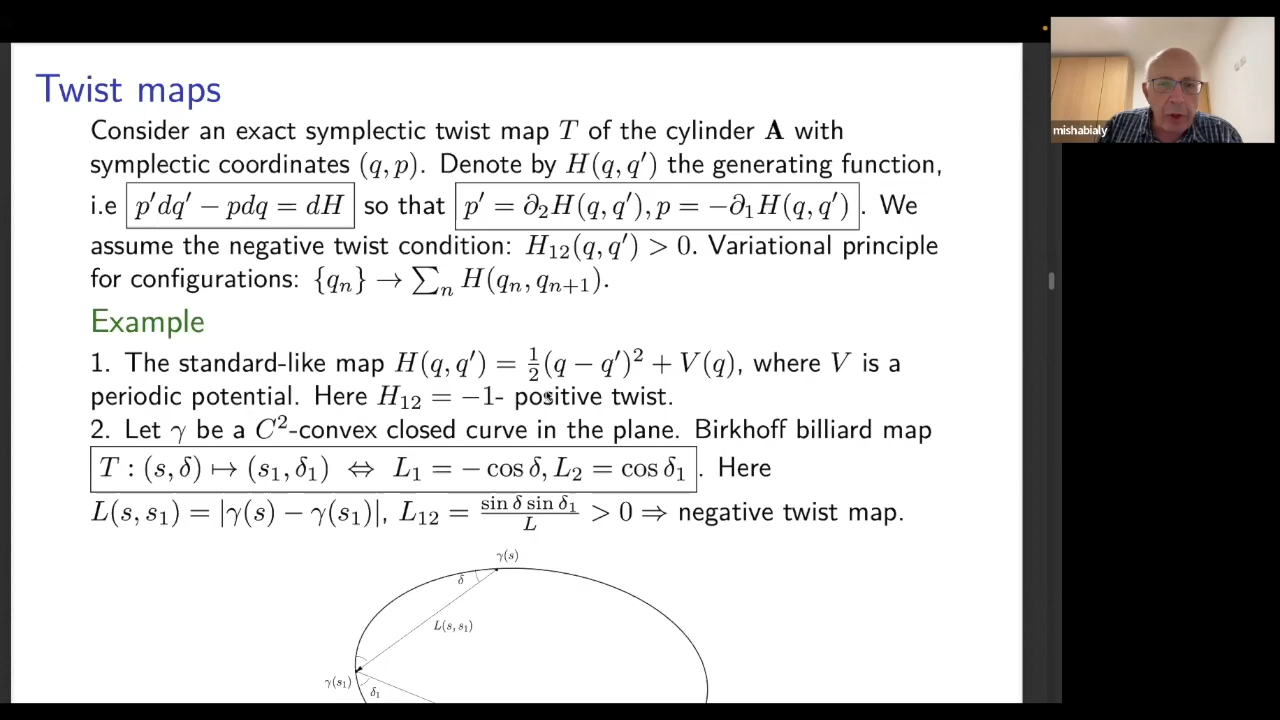 Twist maps
Consider an exact symplectic twist map T of the cylinder A with
symplectic coordinates (q, p). Denote by H(q, q′) the generating function,
i.e p′dq′ − pdq = dH so that p′ = ∂₂H(q, q′), p = −∂₁H(q, q′) . We
assume the negative twist condition: H₁₂(q, q′) > 0. Variational principle
for configurations: {qₙ} → ∑ₙ H(qₙ, qₙ₊₁).
Example
1. The standard-like map H(q, q′) = ½(q − q′)² + V(q), where V is a
periodic potential. Here H₁₂ = −1- positive twist.
2. Let γ be a C²-convex closed curve in the plane. Birkhoff billiard map
T : (s, δ) ↦ (s₁, δ₁) ⇔ L₁ = − cos δ, L₂ = cos δ₁ . Here
L(s, s₁) = |γ(s) − γ(s₁)|, L₁₂ = sin δ sin δ₁ / L > 0 ⇒ negative twist map.
γ(s)
δ
L(s, s₁)
γ(s₁)
δ₁
mishabialy